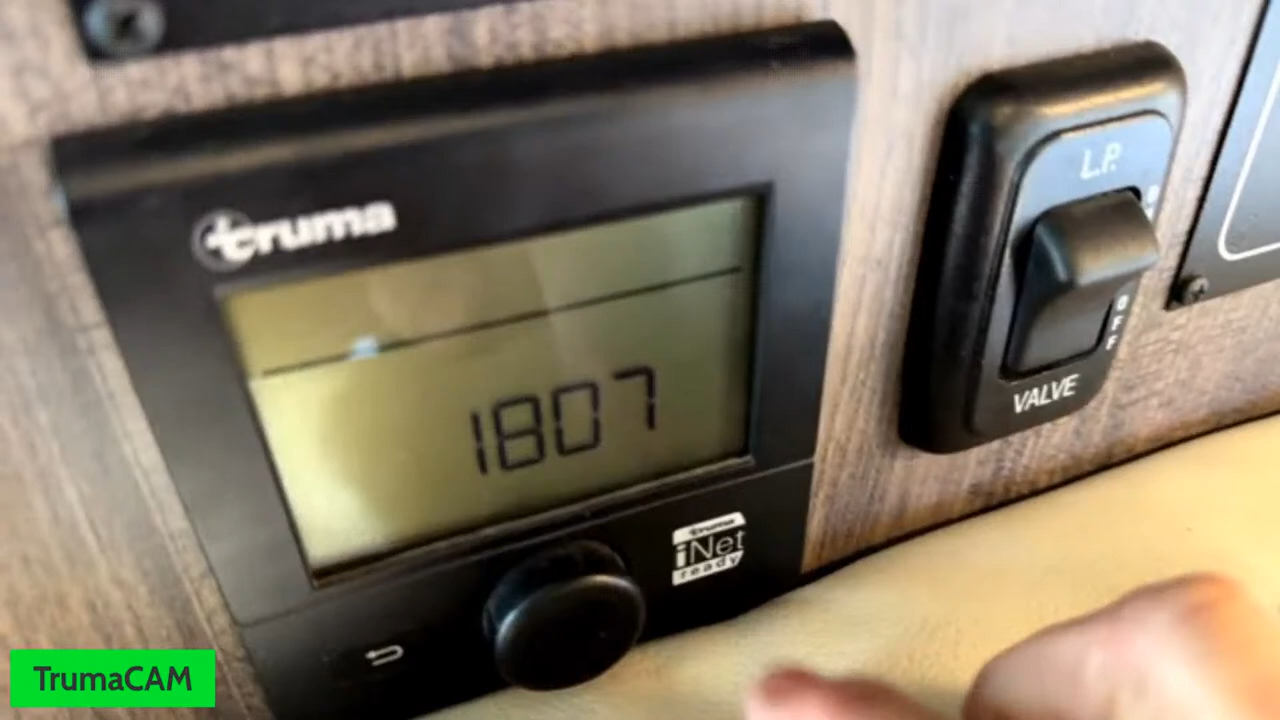 truma
1807
truma
iNet
ready
L.P.
OFF
VALVE
TrumaCAM